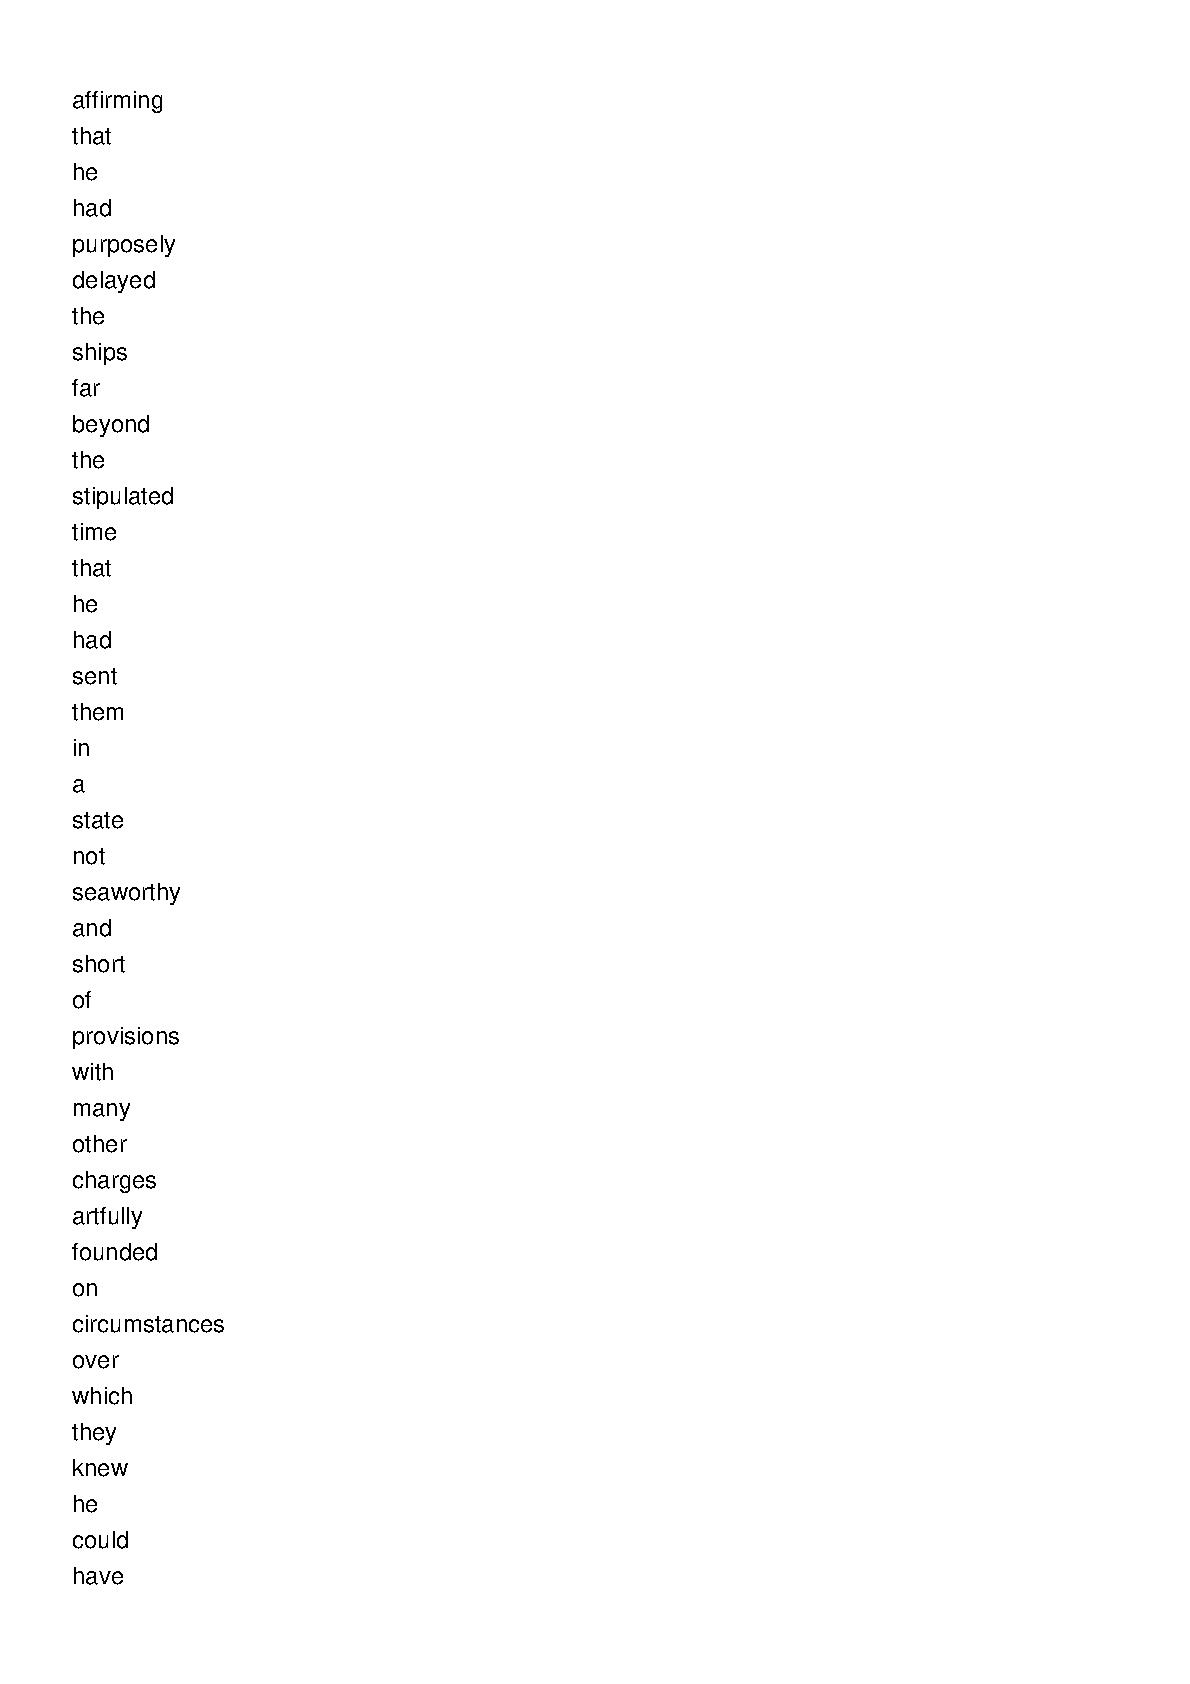 affirming
that
he
had
purposely
delayed
the
ships
far
beyond
the
stipulated
time
that
he
had
sent
them
in
a
state
not
seaworthy
and
short
of
provisions
with
many
other
charges
artfully
founded
on
circumstances
over
which
they
knew
he
could
have